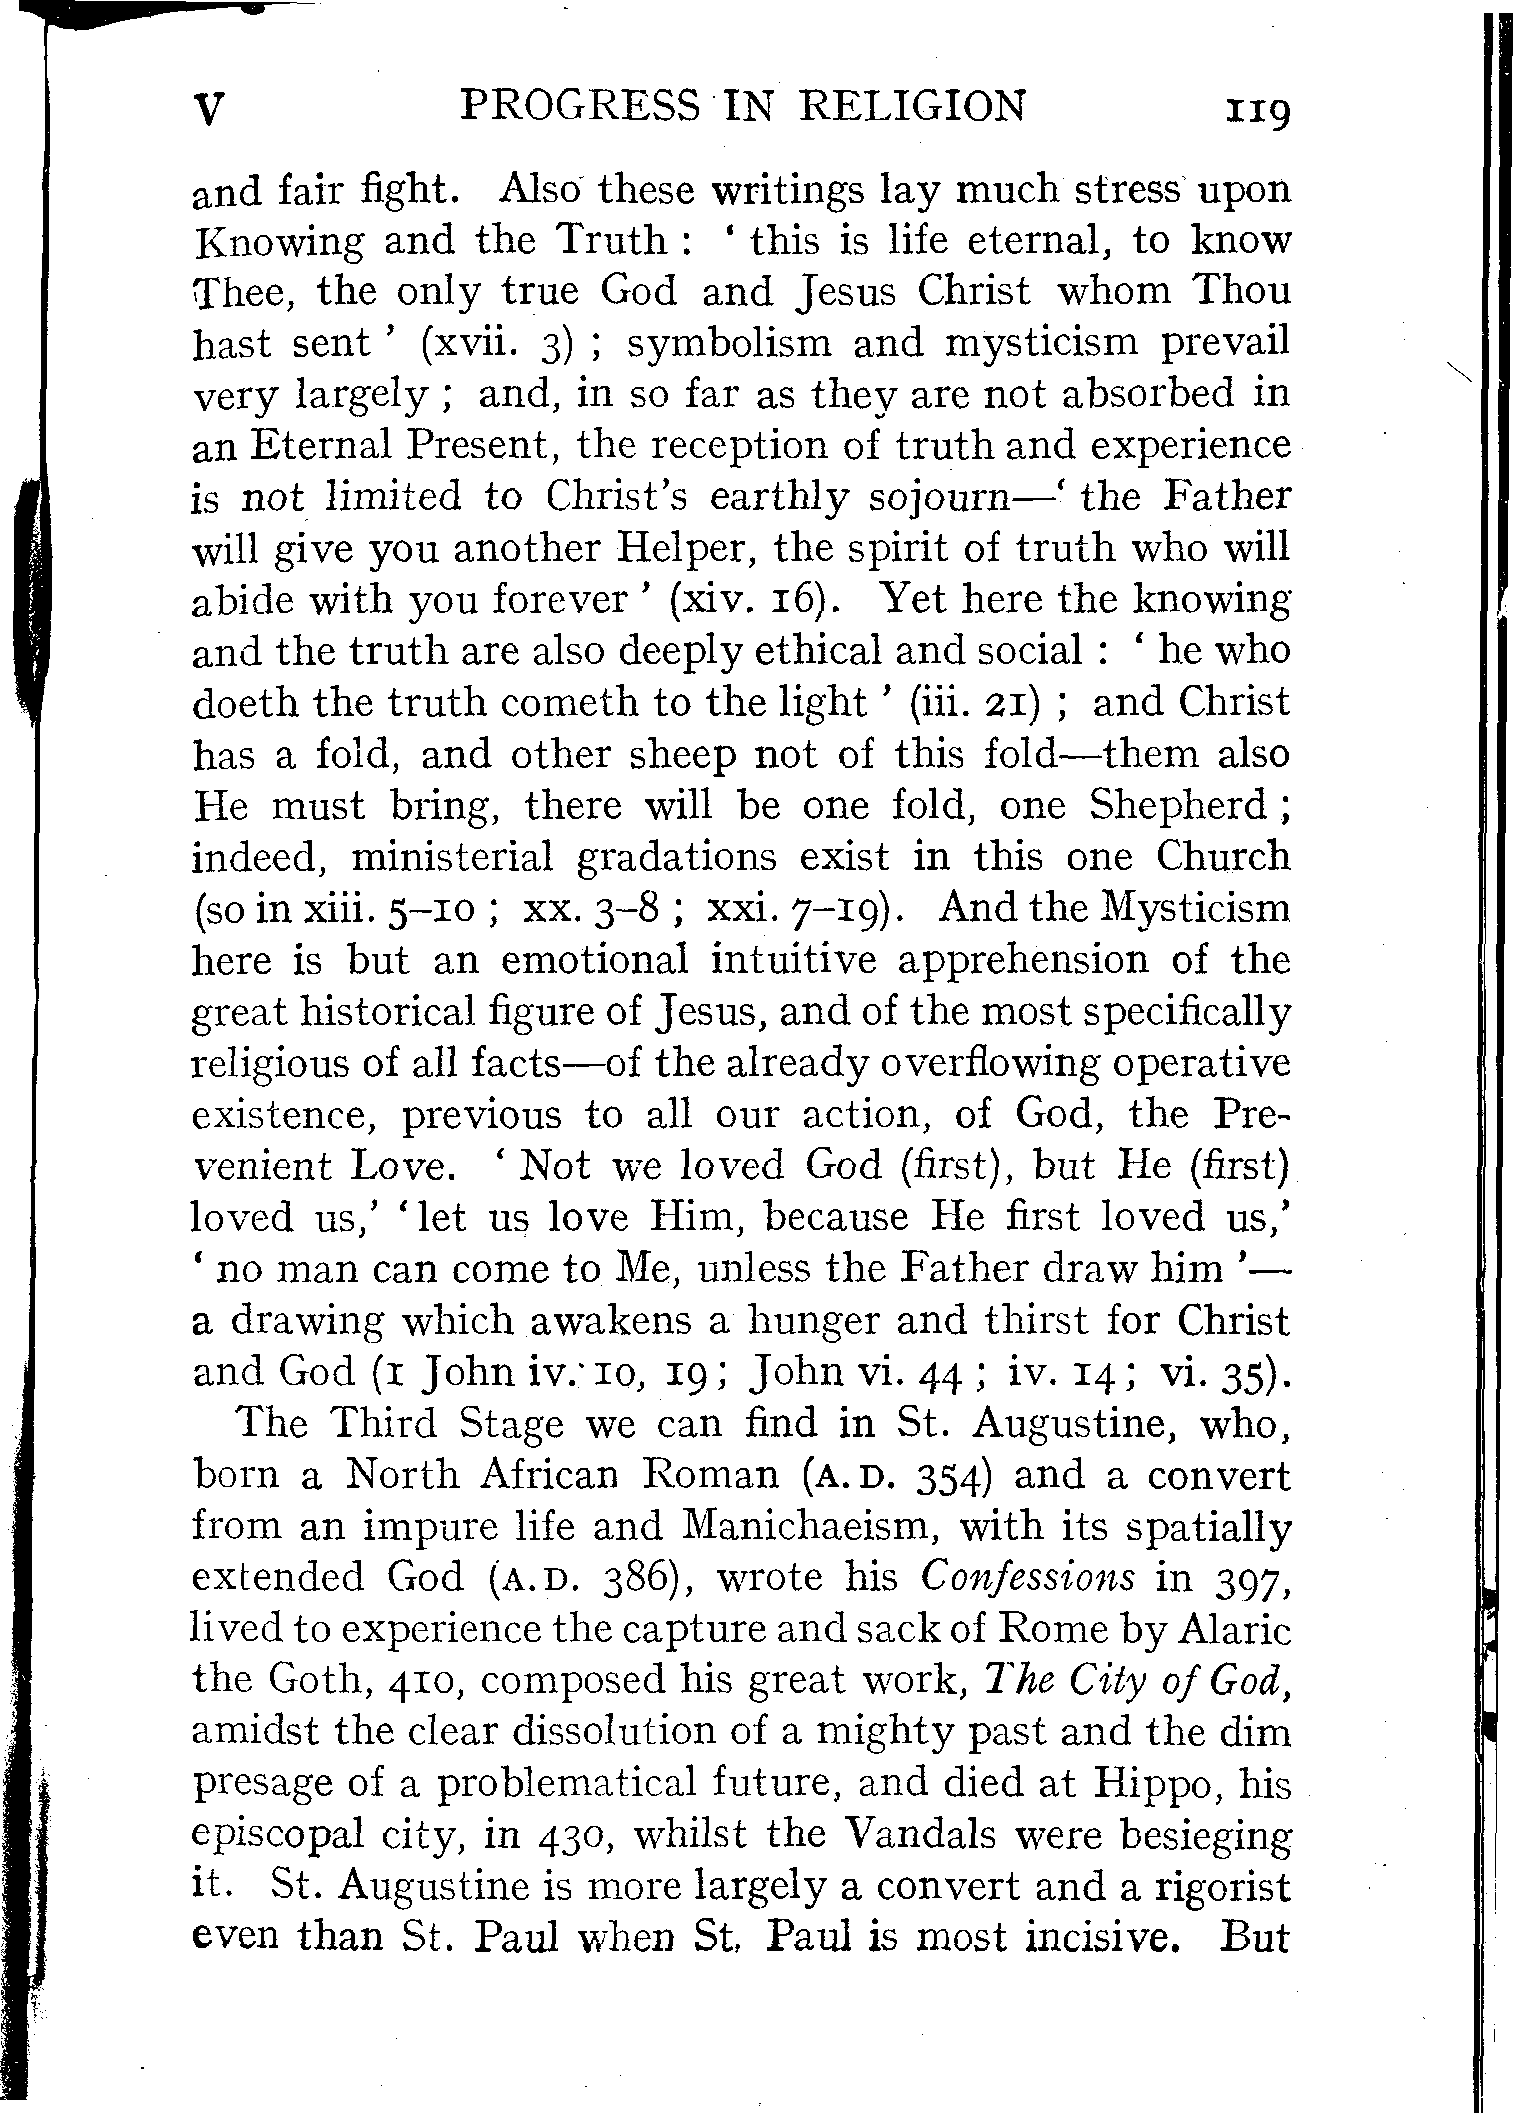 V PROGRESS IN RELIGION 119
and fair fight. Also these writings lay much stress upon
Knowing and the Truth : ‘ this is life eternal, to know
Thee, the only true God and Jesus Christ whom Thou
hast sent ’ (xvii. 3) ; symbolism and mysticism prevail
very largely ; and, in so far as they are not absorbed in
an Eternal Present, the reception of truth and experience
is not limited to Christ's earthly sojourn—‘ the Father
will give you another Helper, the spirit of truth who will
abide with you forever ’ (xiv. 16). Yet here the knowing
and the truth are also deeply ethical and social : ‘ he who
doeth the truth cometh to the light ’ (iii. 21) ; and Christ
has a fold, and other sheep not of this fold—them also
He must bring, there will be one fold, one Shepherd ;
indeed, ministerial gradations exist in this one Church
(so in xiii. 5–10 ; xx. 3–8 ; xxi. 7–19). And the Mysticism
here is but an emotional intuitive apprehension of the
great historical figure of Jesus, and of the most specifically
religious of all facts—of the already overflowing operative
existence, previous to all our action, of God, the Pre-
venient Love. ‘ Not we loved God (first), but He (first)
loved us,’ ‘ let us love Him, because He first loved us,’
‘ no man can come to Me, unless the Father draw him ’—
a drawing which awakens a hunger and thirst for Christ
and God (1 John iv. 10, 19 ; John vi. 44 ; iv. 14 ; vi. 35).
The Third Stage we can find in St. Augustine, who,
born a North African Roman (A.D. 354) and a convert
from an impure life and Manichaeism, with its spatially
extended God (A.D. 386), wrote his Confessions in 397,
lived to experience the capture and sack of Rome by Alaric
the Goth, 410, composed his great work, The City of God,
amidst the clear dissolution of a mighty past and the dim
presage of a problematical future, and died at Hippo, his
episcopal city, in 430, whilst the Vandals were besieging
it. St. Augustine is more largely a convert and a rigorist
even than St. Paul when St. Paul is most incisive. But